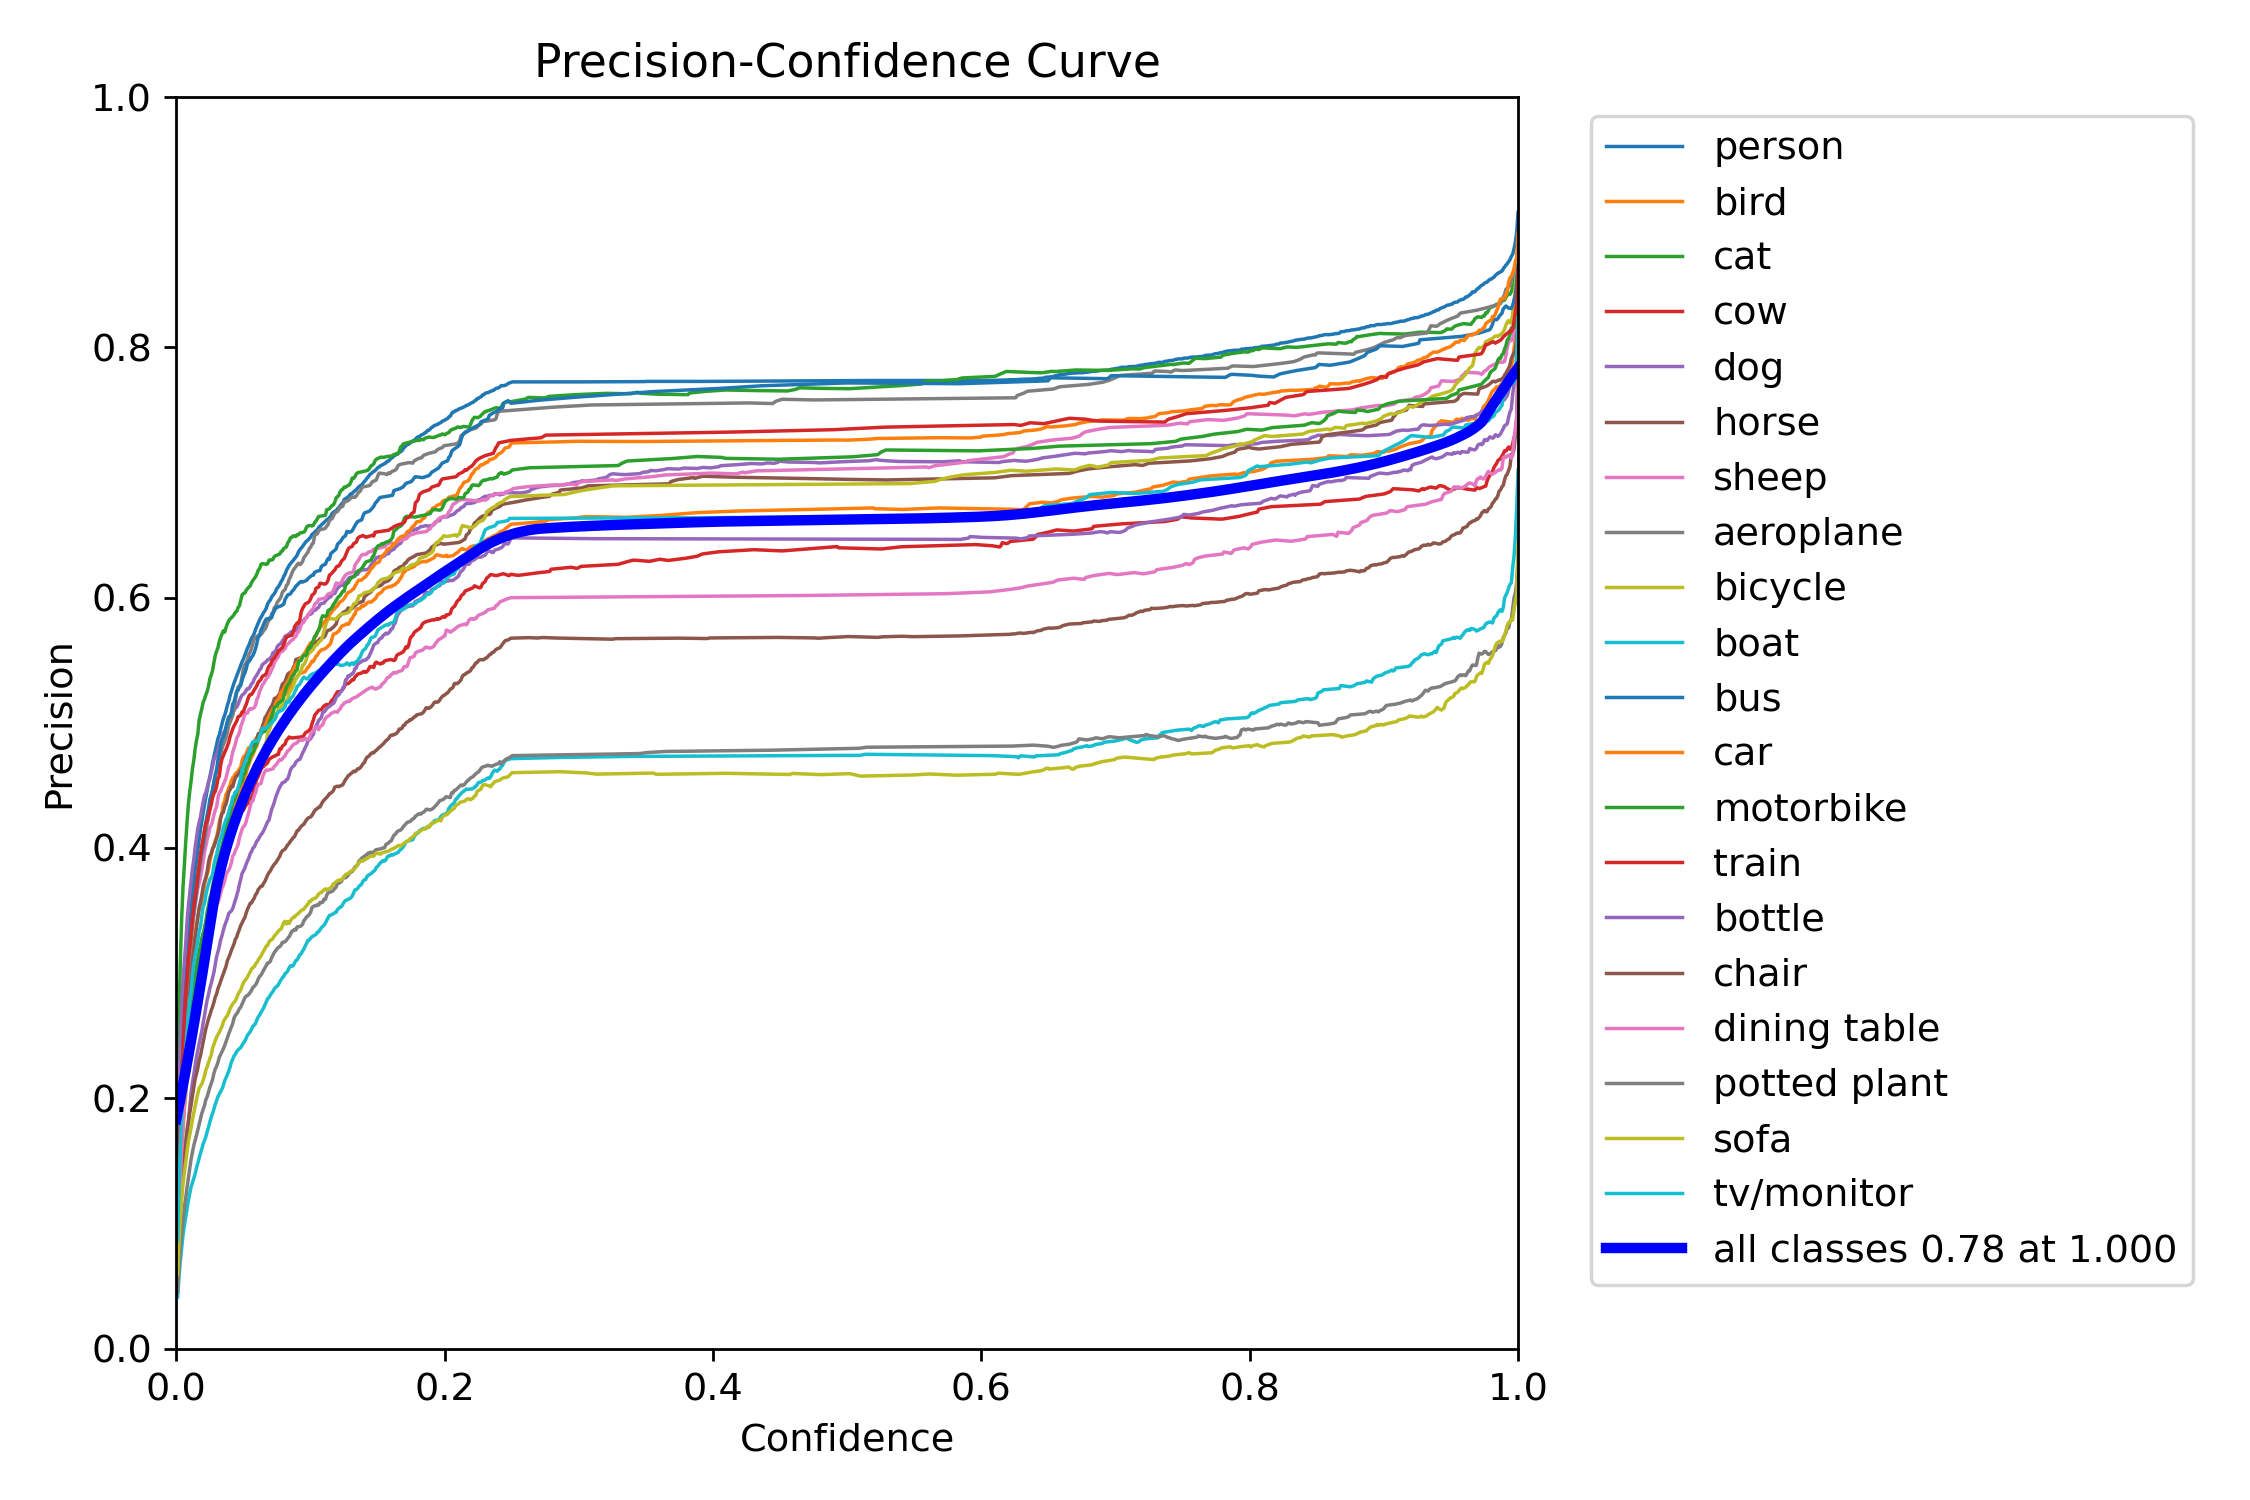 Precision-Confidence Curve
1.0
0.8
0.6
0.4
0.2
0.0
Precision
0.0 0.2 0.4 0.6 0.8 1.0
Confidence
person
bird
cat
cow
dog
horse
sheep
aeroplane
bicycle
boat
bus
car
motorbike
train
bottle
chair
dining table
potted plant
sofa
tv/monitor
all classes 0.78 at 1.000